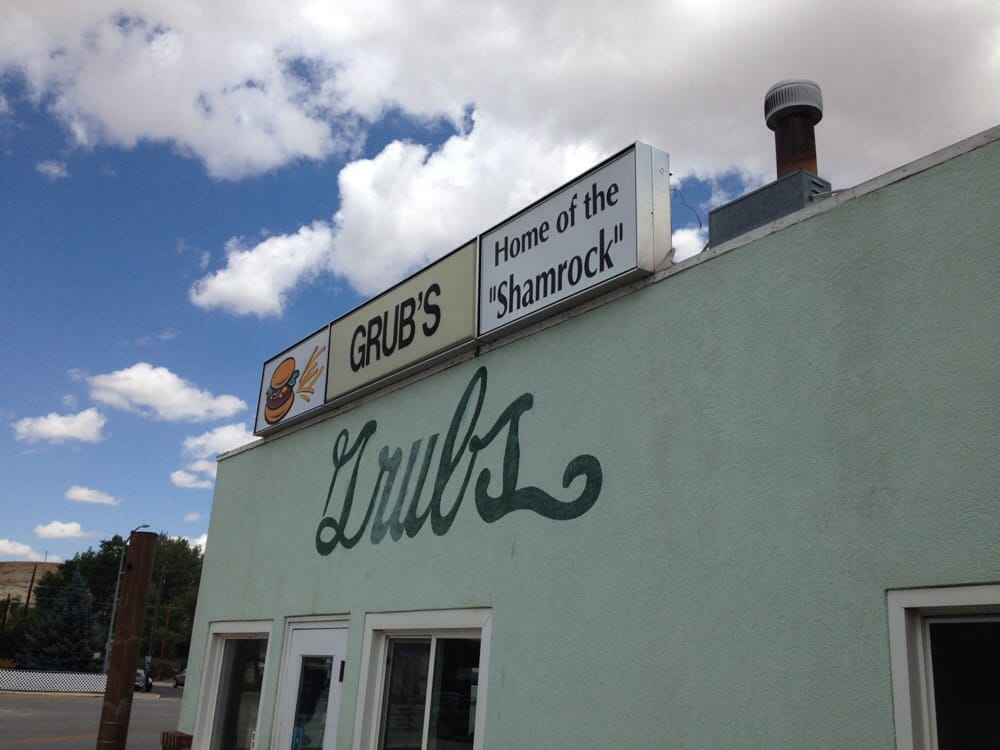 GRUB'S
Home of the
"Shamrock"
Grubs